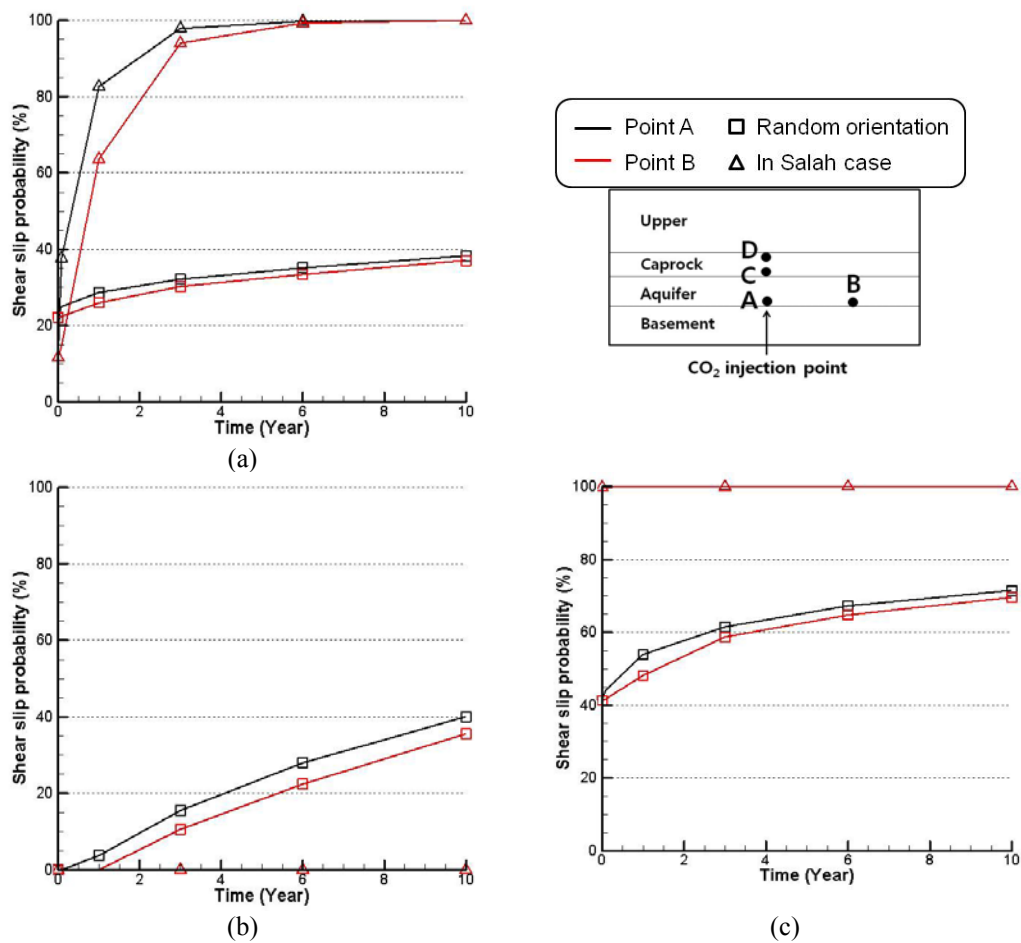 100
80
60
40
20
0
Shear slip probability (%)
0 2 4 6 8 10
Time (Year)
(a)
Point A Random orientation
Point B In Salah case
Upper
D
Caprock
C
B
Aquifer
A
Basement
CO2 injection point
100
80
60
40
20
0
Shear slip probability (%)
0 2 4 6 8 10
Time (Year)
(b)
100
80
60
40
20
0
Shear slip probability (%)
0 2 4 6 8 10
Time (Year)
(c)